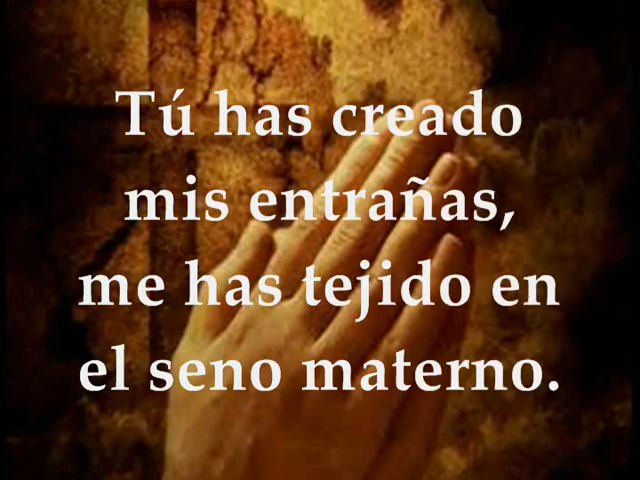 Tú has creado
mis entrañas,
me has tejido en
el seno materno.